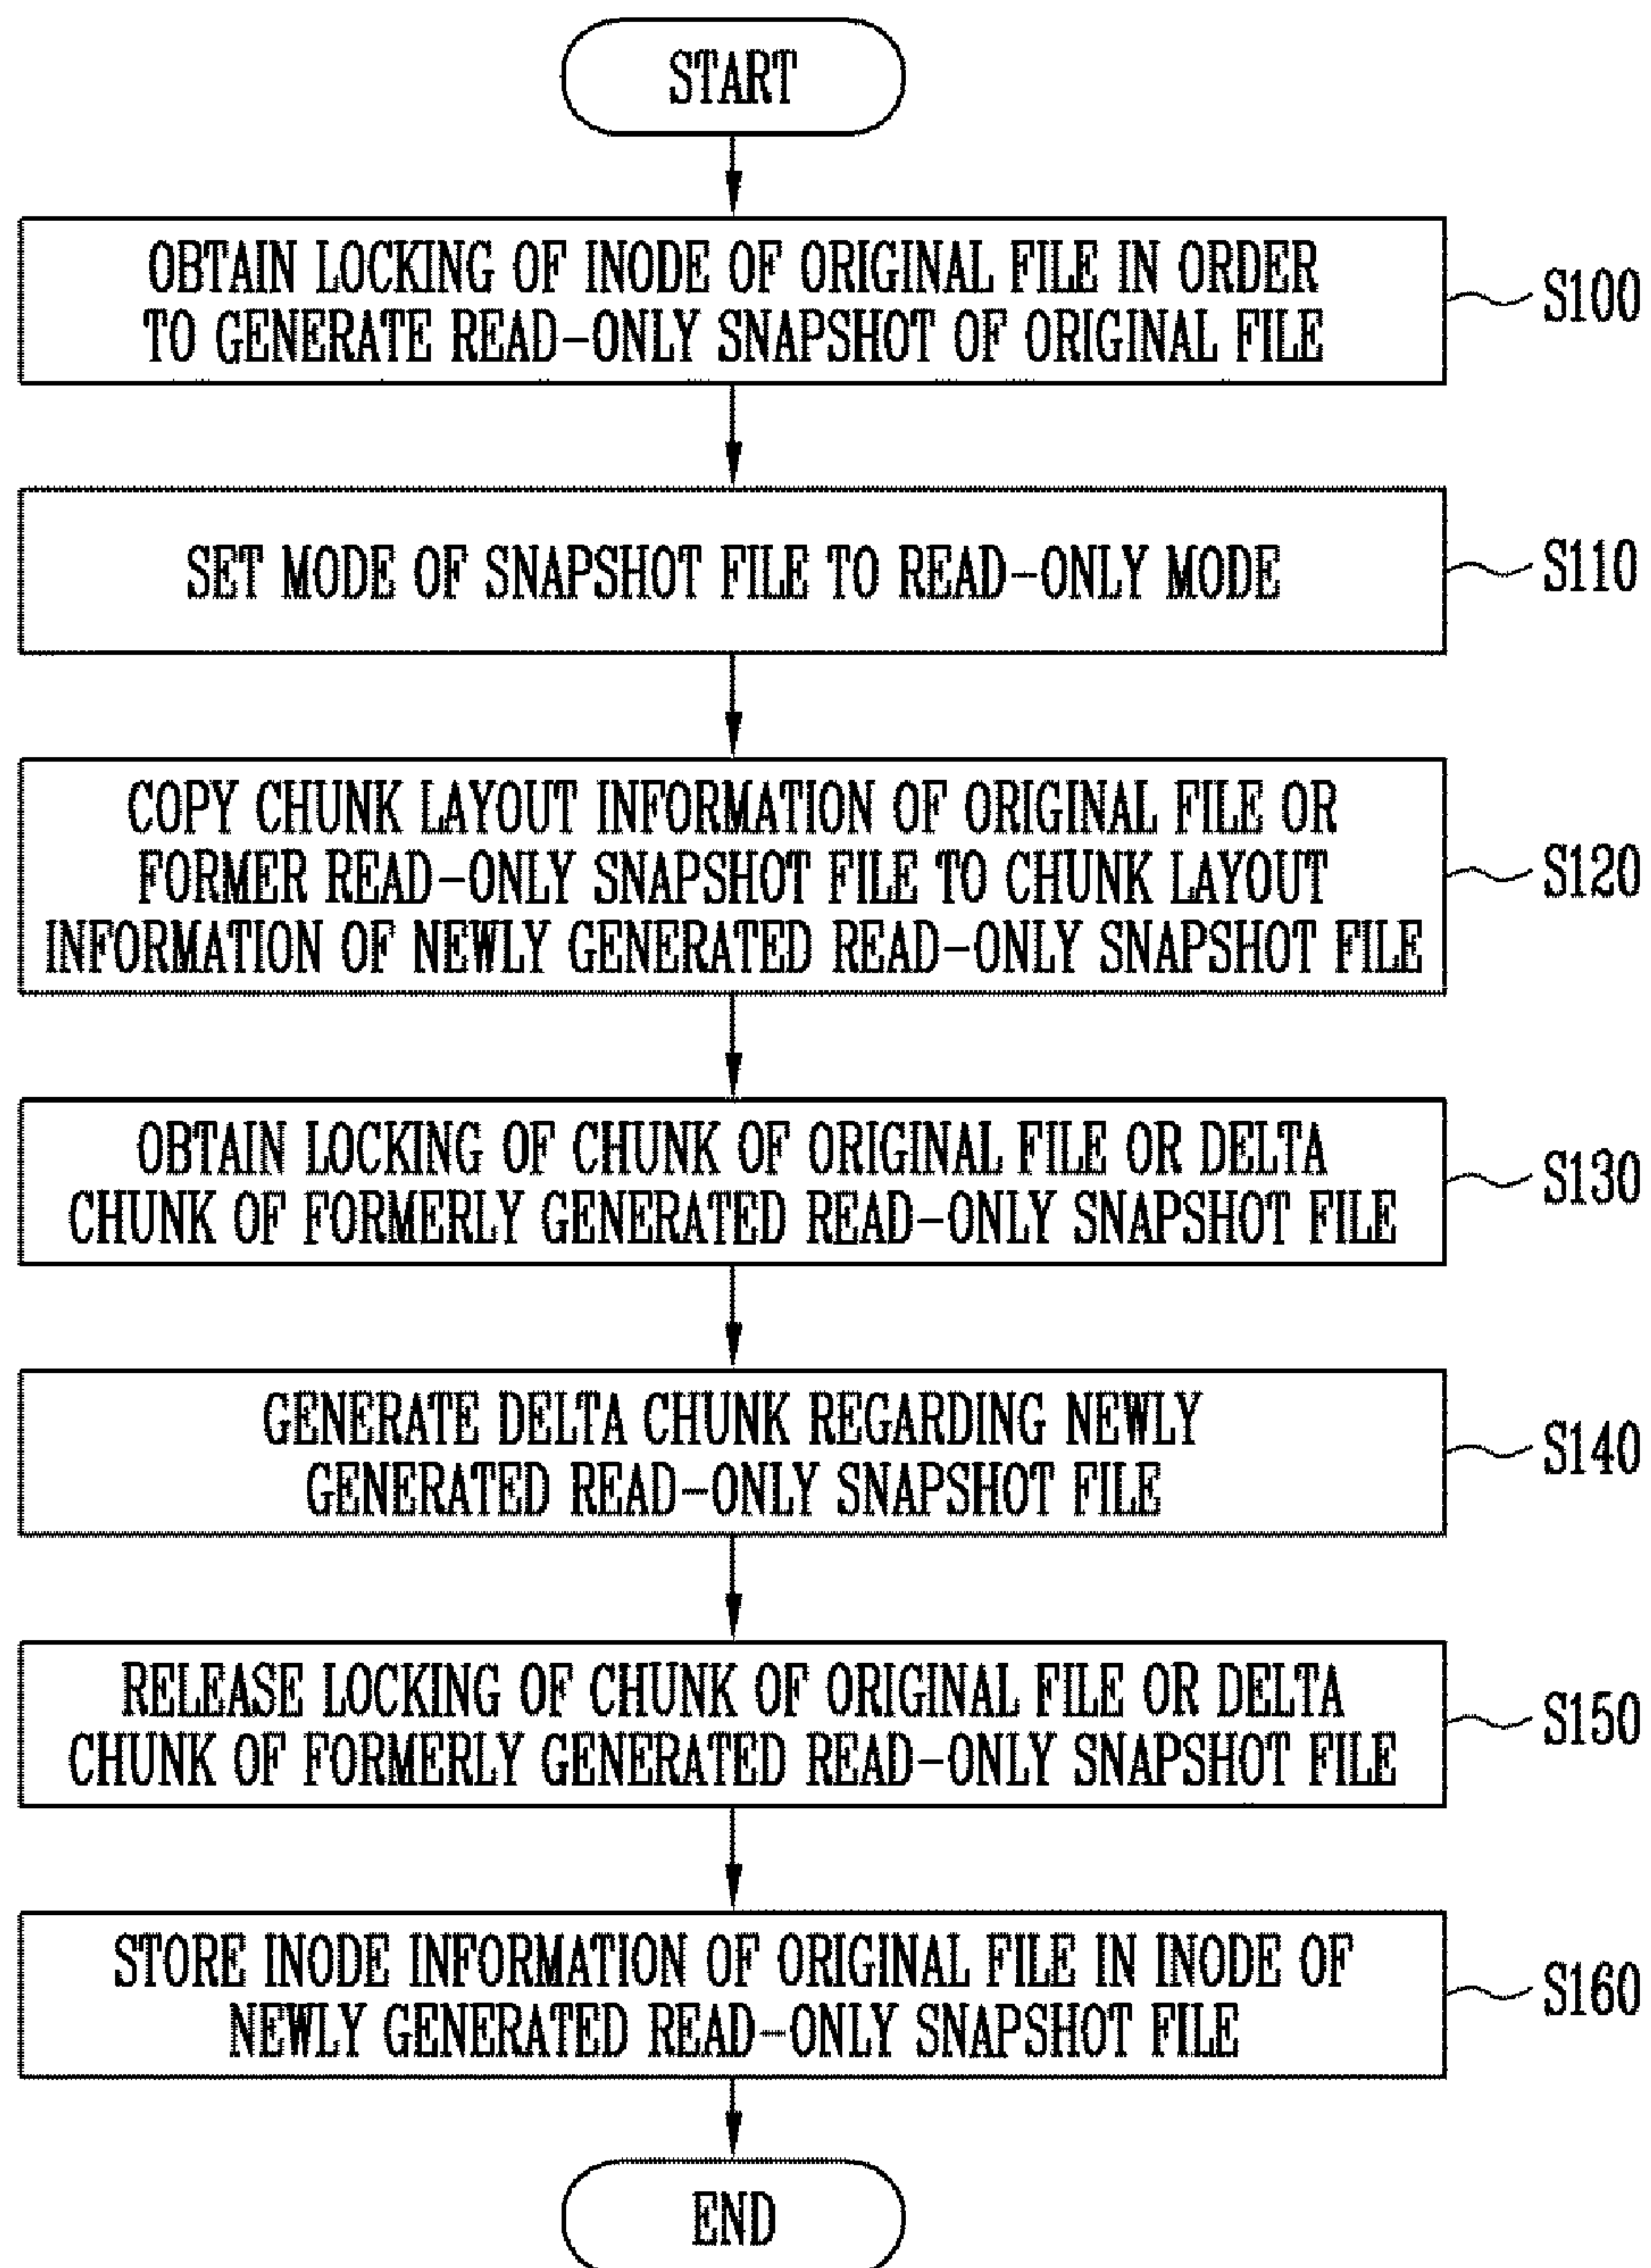 START
OBTAIN LOCKING OF INODE OF ORIGINAL FILE IN ORDER
TO GENERATE READ-ONLY SNAPSHOT OF ORIGINAL FILE
S100
SET MODE OF SNAPSHOT FILE TO READ-ONLY MODE
S110
COPY CHUNK LAYOUT INFORMATION OF ORIGINAL FILE OR
FORMER READ-ONLY SNAPSHOT FILE TO CHUNK LAYOUT
INFORMATION OF NEWLY GENERATED READ-ONLY SNAPSHOT FILE
S120
OBTAIN LOCKING OF CHUNK OF ORIGINAL FILE OR DELTA
CHUNK OF FORMERLY GENERATED READ-ONLY SNAPSHOT FILE
S130
GENERATE DELTA CHUNK REGARDING NEWLY
GENERATED READ-ONLY SNAPSHOT FILE
S140
RELEASE LOCKING OF CHUNK OF ORIGINAL FILE OR DELTA
CHUNK OF FORMERLY GENERATED READ-ONLY SNAPSHOT FILE
S150
STORE INODE INFORMATION OF ORIGINAL FILE IN INODE OF
NEWLY GENERATED READ-ONLY SNAPSHOT FILE
S160
END